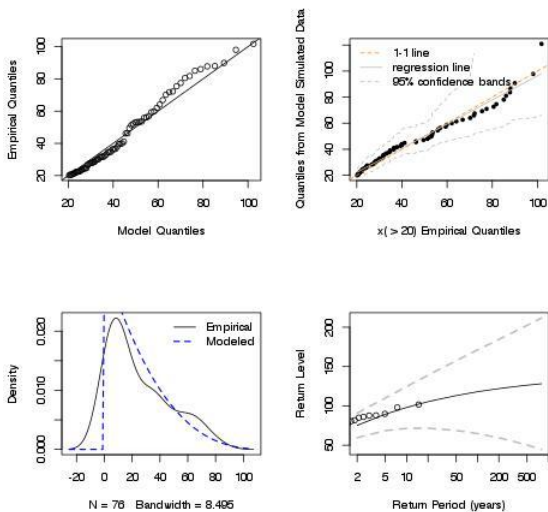 Empirical Quantiles
20 40 60 80 100
20 40 60 80 100
Model Quantiles
Quantiles from Model Simulated Data
20 40 60 80 100 120
1-1 line
regression line
95% confidence bands
20 40 60 80 100
x( > 20) Empirical Quantiles
Density
0.000 0.010 0.020
Empirical
Modeled
-20 0 20 40 60 80 100
N = 76 Bandwidth = 8.495
Return Level
50 100 150 200
2 5 10 50 200 500
Return Period (years)